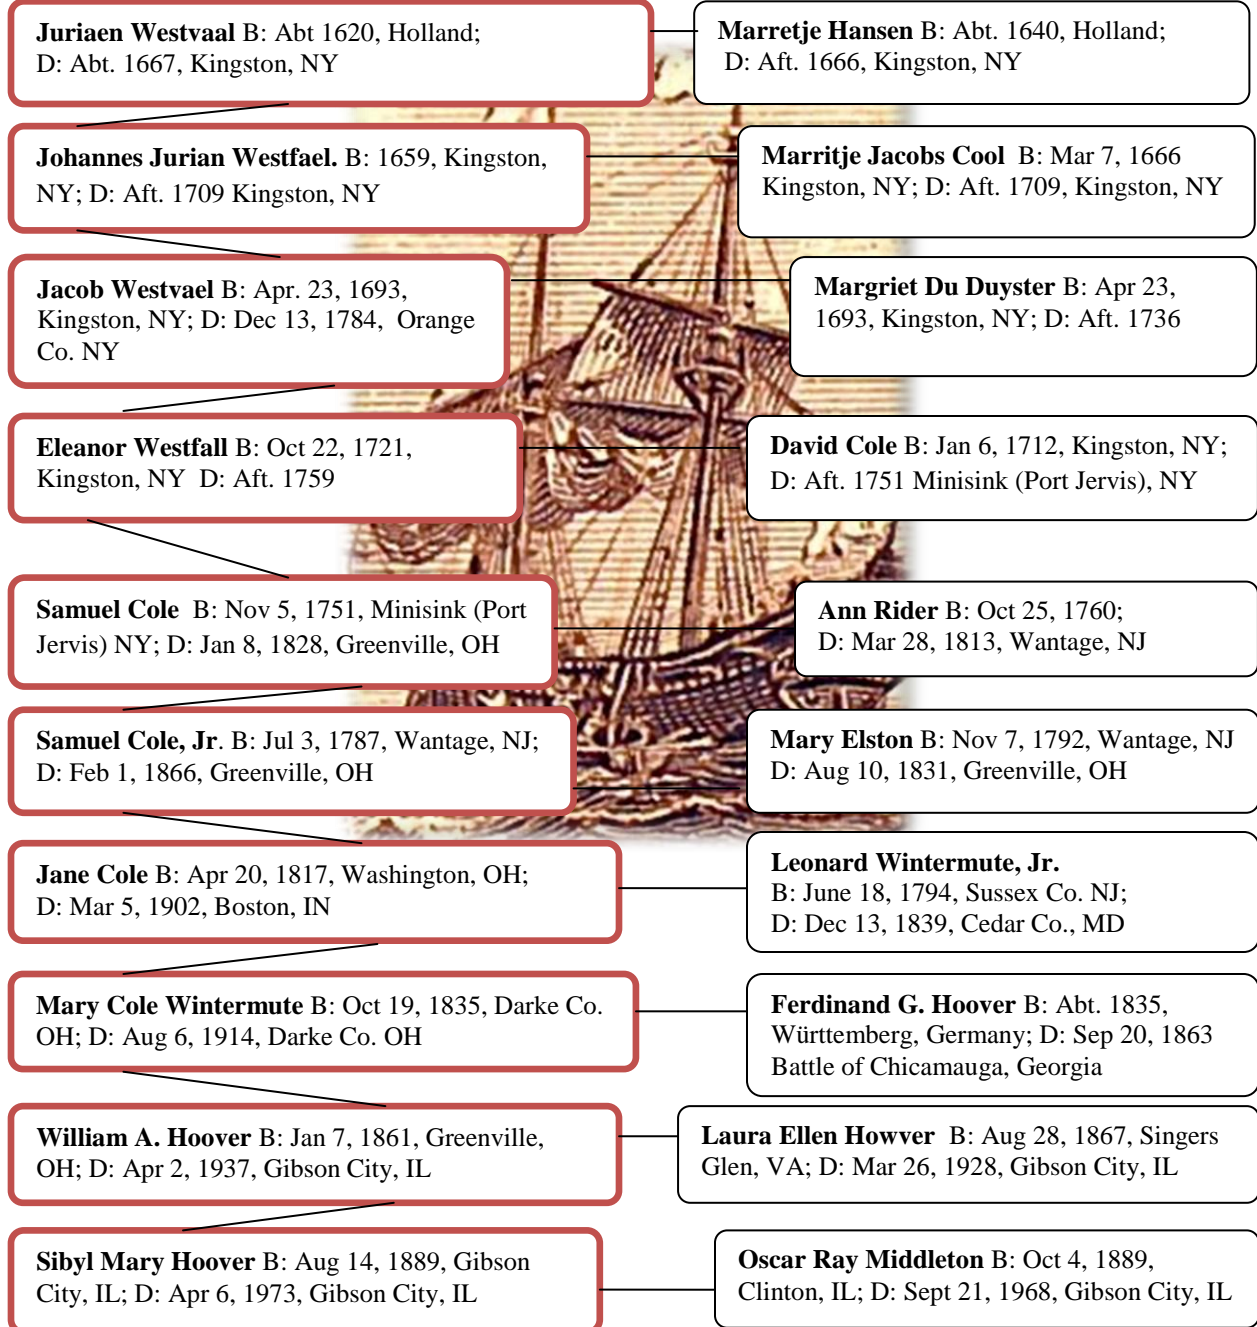 Juriaen Westvaal B: Abt 1620, Holland;
D: Abt. 1667, Kingston, NY
Marretje Hansen B: Abt. 1640, Holland;
D: Aft. 1666, Kingston, NY
Johannes Jurian Westfael. B: 1659, Kingston,
NY; D: Aft. 1709 Kingston, NY
Marritje Jacobs Cool B: Mar 7, 1666
Kingston, NY; D: Aft. 1709, Kingston, NY
Jacob Westvael B: Apr. 23, 1693,
Kingston, NY; D: Dec 13, 1784, Orange
Co. NY
Margriet Du Duyster B: Apr 23,
1693, Kingston, NY; D: Aft. 1736
Eleanor Westfall B: Oct 22, 1721,
Kingston, NY D: Aft. 1759
David Cole B: Jan 6, 1712, Kingston, NY;
D: Aft. 1751 Minisink (Port Jervis), NY
Samuel Cole B: Nov 5, 1751, Minisink (Port
Jervis) NY; D: Jan 8, 1828, Greenville, OH
Ann Rider B: Oct 25, 1760;
D: Mar 28, 1813, Wantage, NJ
Samuel Cole, Jr. B: Jul 3, 1787, Wantage, NJ;
D: Feb 1, 1866, Greenville, OH
Mary Elston B: Nov 7, 1792, Wantage, NJ
D: Aug 10, 1831, Greenville, OH
Jane Cole B: Apr 20, 1817, Washington, OH;
D: Mar 5, 1902, Boston, IN
Leonard Wintermute, Jr.
B: June 18, 1794, Sussex Co. NJ;
D: Dec 13, 1839, Cedar Co., MD
Mary Cole Wintermute B: Oct 19, 1835, Darke Co.
OH; D: Aug 6, 1914, Darke Co. OH
Ferdinand G. Hoover B: Abt. 1835,
Württemberg, Germany; D: Sep 20, 1863
Battle of Chicamauga, Georgia
William A. Hoover B: Jan 7, 1861, Greenville,
OH; D: Apr 2, 1937, Gibson City, IL
Laura Ellen Howver B: Aug 28, 1867, Singers
Glen, VA; D: Mar 26, 1928, Gibson City, IL
Sibyl Mary Hoover B: Aug 14, 1889, Gibson
City, IL; D: Apr 6, 1973, Gibson City, IL
Oscar Ray Middleton B: Oct 4, 1889,
Clinton, IL; D: Sept 21, 1968, Gibson City, IL